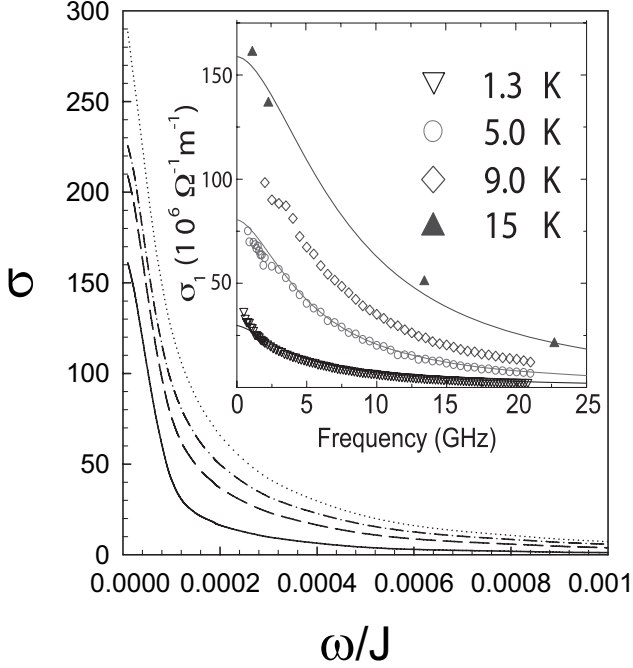 300
250
200
150
100
50
0
σ
0.0000 0.0002 0.0004 0.0006 0.0008 0.001
ω/J
150
100
50
σ₁ (10⁶ Ω⁻¹m⁻¹)
1.3 K
5.0 K
9.0 K
15 K
0 5 10 15 20 25
Frequency (GHz)